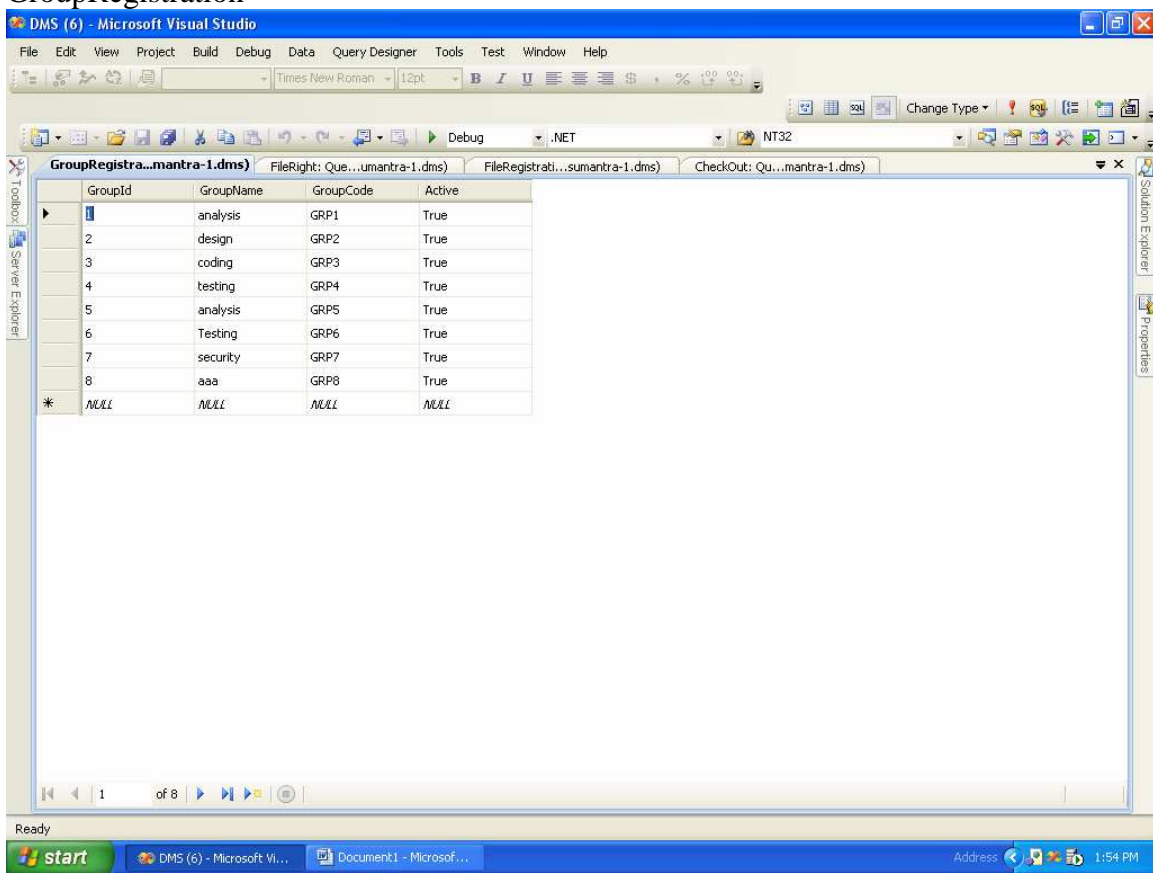 GroupRegistration
DMS (6) - Microsoft Visual Studio
File Edit View Project Build Debug Data Query Designer Tools Test Window Help
Times New Roman 12pt B I U $ , %
SQL Change Type
Debug .NET NT32
GroupRegistra...mantra-1.dms) FileRight: Que...umantra-1.dms) FileRegistrati...sumantra-1.dms) CheckOut: Qu...mantra-1.dms)
Toolbox
Server Explorer
Solution Explorer
Properties
GroupId GroupName GroupCode Active
1 analysis GRP1 True
2 design GRP2 True
3 coding GRP3 True
4 testing GRP4 True
5 analysis GRP5 True
6 Testing GRP6 True
7 security GRP7 True
8 aaa GRP8 True
NULL NULL NULL NULL
1 of 8
Ready
start DMS (6) - Microsoft Vi... Document1 - Microsof... Address 1:54 PM